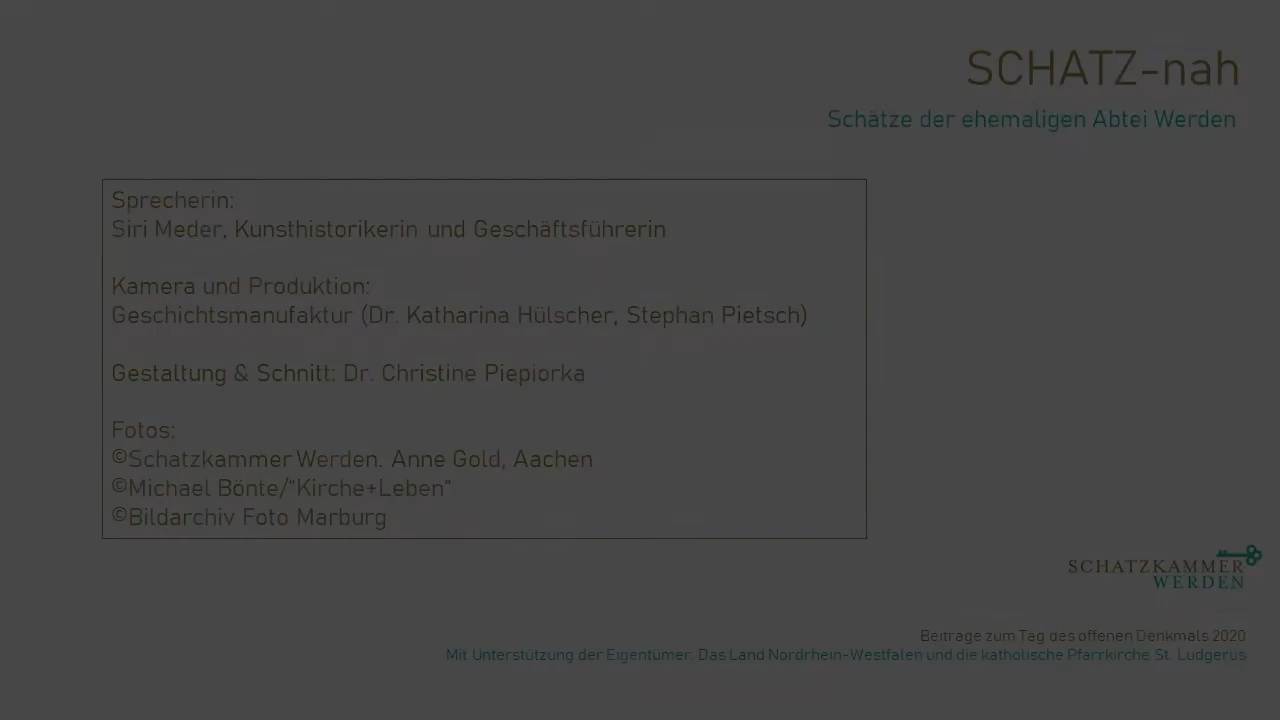 SCHATZ-nah
Schätze der ehemaligen Abtei Werden
Sprecherin:
Siri Meder, Kunsthistorikerin und Geschäftsführerin
Kamera und Produktion:
Geschichtsmanufaktur (Dr. Katharina Hülscher, Stephan Pietsch)
Gestaltung & Schnitt: Dr. Christine Piepiorka
Fotos:
©Schatzkammer Werden. Anne Gold, Aachen
©Michael Bönte/"Kirche+Leben"
©Bildarchiv Foto Marburg
SCHATZKAMMER
WERDEN
Beiträge zum Tag des offenen Denkmals 2020
Mit Unterstützung der Eigentümer: Das Land Nordrhein-Westfalen und die katholische Pfarrkirche St. Ludgerus